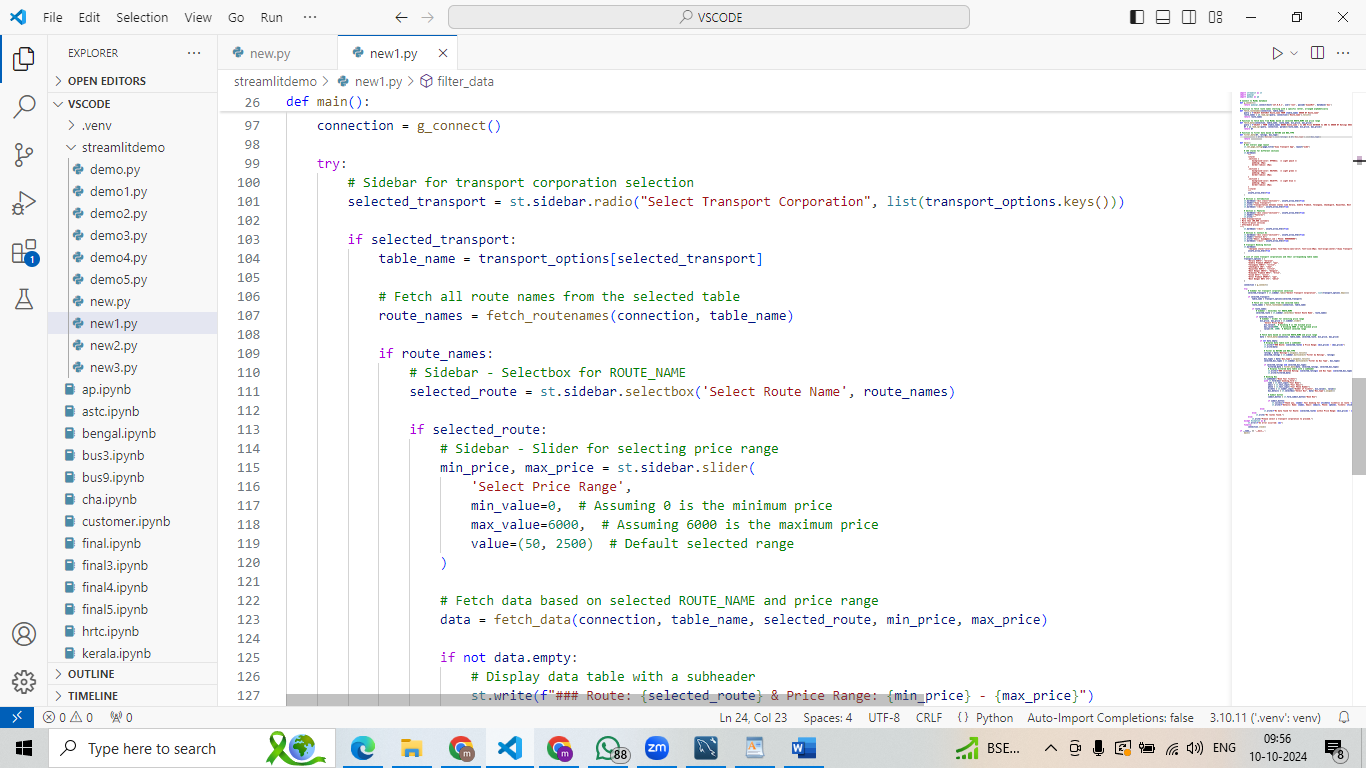 File Edit Selection View Go Run ··· VSCODE
EXPLORER ···
new.py
new1.py
OPEN EDITORS
streamlitdemo > new1.py > filter_data
VSCODE
.venv
streamlitdemo
demo.py
demo1.py
demo2.py
demo3.py
demo4.py
demo5.py
new.py
new1.py
new2.py
new3.py
ap.ipynb
astc.ipynb
bengal.ipynb
bus3.ipynb
bus9.ipynb
cha.ipynb
customer.ipynb
final.ipynb
final3.ipynb
final4.ipynb
final5.ipynb
hrtc.ipynb
kerala.ipynb
OUTLINE
TIMELINE
1
26 def main():
97 connection = g_connect()
98
99 try:
100 # Sidebar for transport corporation selection
101 selected_transport = st.sidebar.radio("Select Transport Corporation", list(transport_options.keys()))
102
103 if selected_transport:
104 table_name = transport_options[selected_transport]
105
106 # Fetch all route names from the selected table
107 route_names = fetch_routenames(connection, table_name)
108
109 if route_names:
110 # Sidebar - Selectbox for ROUTE_NAME
111 selected_route = st.sidebar.selectbox('Select Route Name', route_names)
112
113 if selected_route:
114 # Sidebar - Slider for selecting price range
115 min_price, max_price = st.sidebar.slider(
116 'Select Price Range',
117 min_value=0, # Assuming 0 is the minimum price
118 max_value=6000, # Assuming 6000 is the maximum price
119 value=(50, 2500) # Default selected range
120 )
121
122 # Fetch data based on selected ROUTE_NAME and price range
123 data = fetch_data(connection, table_name, selected_route, min_price, max_price)
124
125 if not data.empty:
126 # Display data table with a subheader
127 st.write(f"### Route: {selected_route} & Price Range: {min_price} - {max_price}")
0 0 0 Ln 24, Col 23 Spaces: 4 UTF-8 CRLF {} Python Auto-Import Completions: false 3.10.11 ('.venv': venv)
Type here to search
m m 88 zm W BSE... ENG
09:56
10-10-2024
8